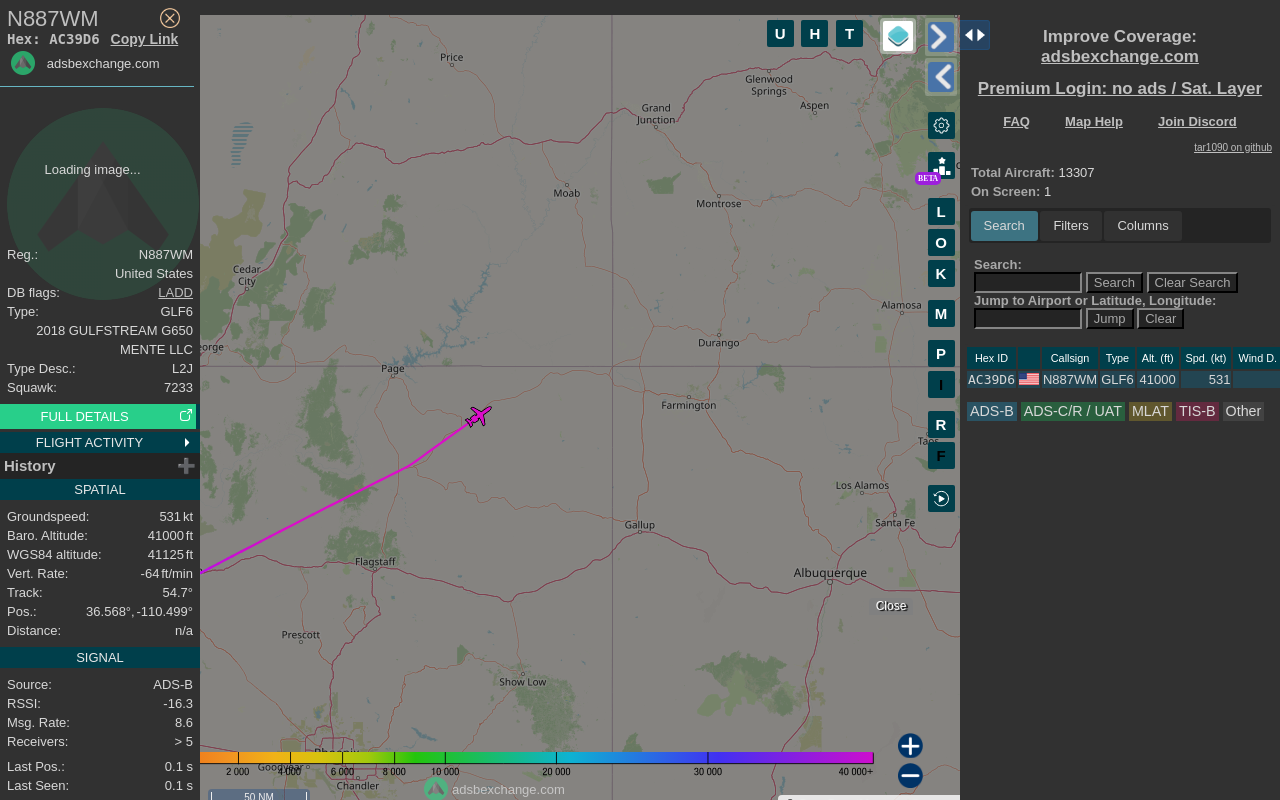 N887WM
Hex: AC39D6 Copy Link
adsbexchange.com
Loading image...
Reg.: N887WM
United States
DB flags: LADD
Type: GLF6
2018 GULFSTREAM G650
MENTE LLC
Type Desc.: L2J
Squawk: 7233
FULL DETAILS
FLIGHT ACTIVITY
History
SPATIAL
Groundspeed: 531 kt
Baro. Altitude: 41000 ft
WGS84 altitude: 41125 ft
Vert. Rate: -64 ft/min
Track: 54.7°
Pos.: 36.568°, -110.499°
Distance: n/a
SIGNAL
Source: ADS-B
RSSI: -16.3
Msg. Rate: 8.6
Receivers: > 5
Last Pos.: 0.1 s
Last Seen: 0.1 s
U H T
Price
Glenwood
Springs
Aspen
Grand
Junction
Moab
Montrose
Cedar
City
Alamosa
Durango
Page
Farmington
Los Alamos
Santa Fe
Gallup
Flagstaff
Albuquerque
Close
Prescott
Show Low
Phoenix
Goodyear
Chandler
BETA
L
O
K
M
P
I
R
F
2 000 4 000 6 000 8 000 10 000 20 000 30 000 40 000+
adsbexchange.com
50 NM
Improve Coverage:
adsbexchange.com
Premium Login: no ads / Sat. Layer
FAQ Map Help Join Discord
tar1090 on github
Total Aircraft: 13307
On Screen: 1
Search Filters Columns
Search:
Search Clear Search
Jump to Airport or Latitude, Longitude:
Jump Clear
Hex ID Callsign Type Alt. (ft) Spd. (kt) Wind D.
AC39D6 N887WM GLF6 41000 531
ADS-B ADS-C/R / UAT MLAT TIS-B Other